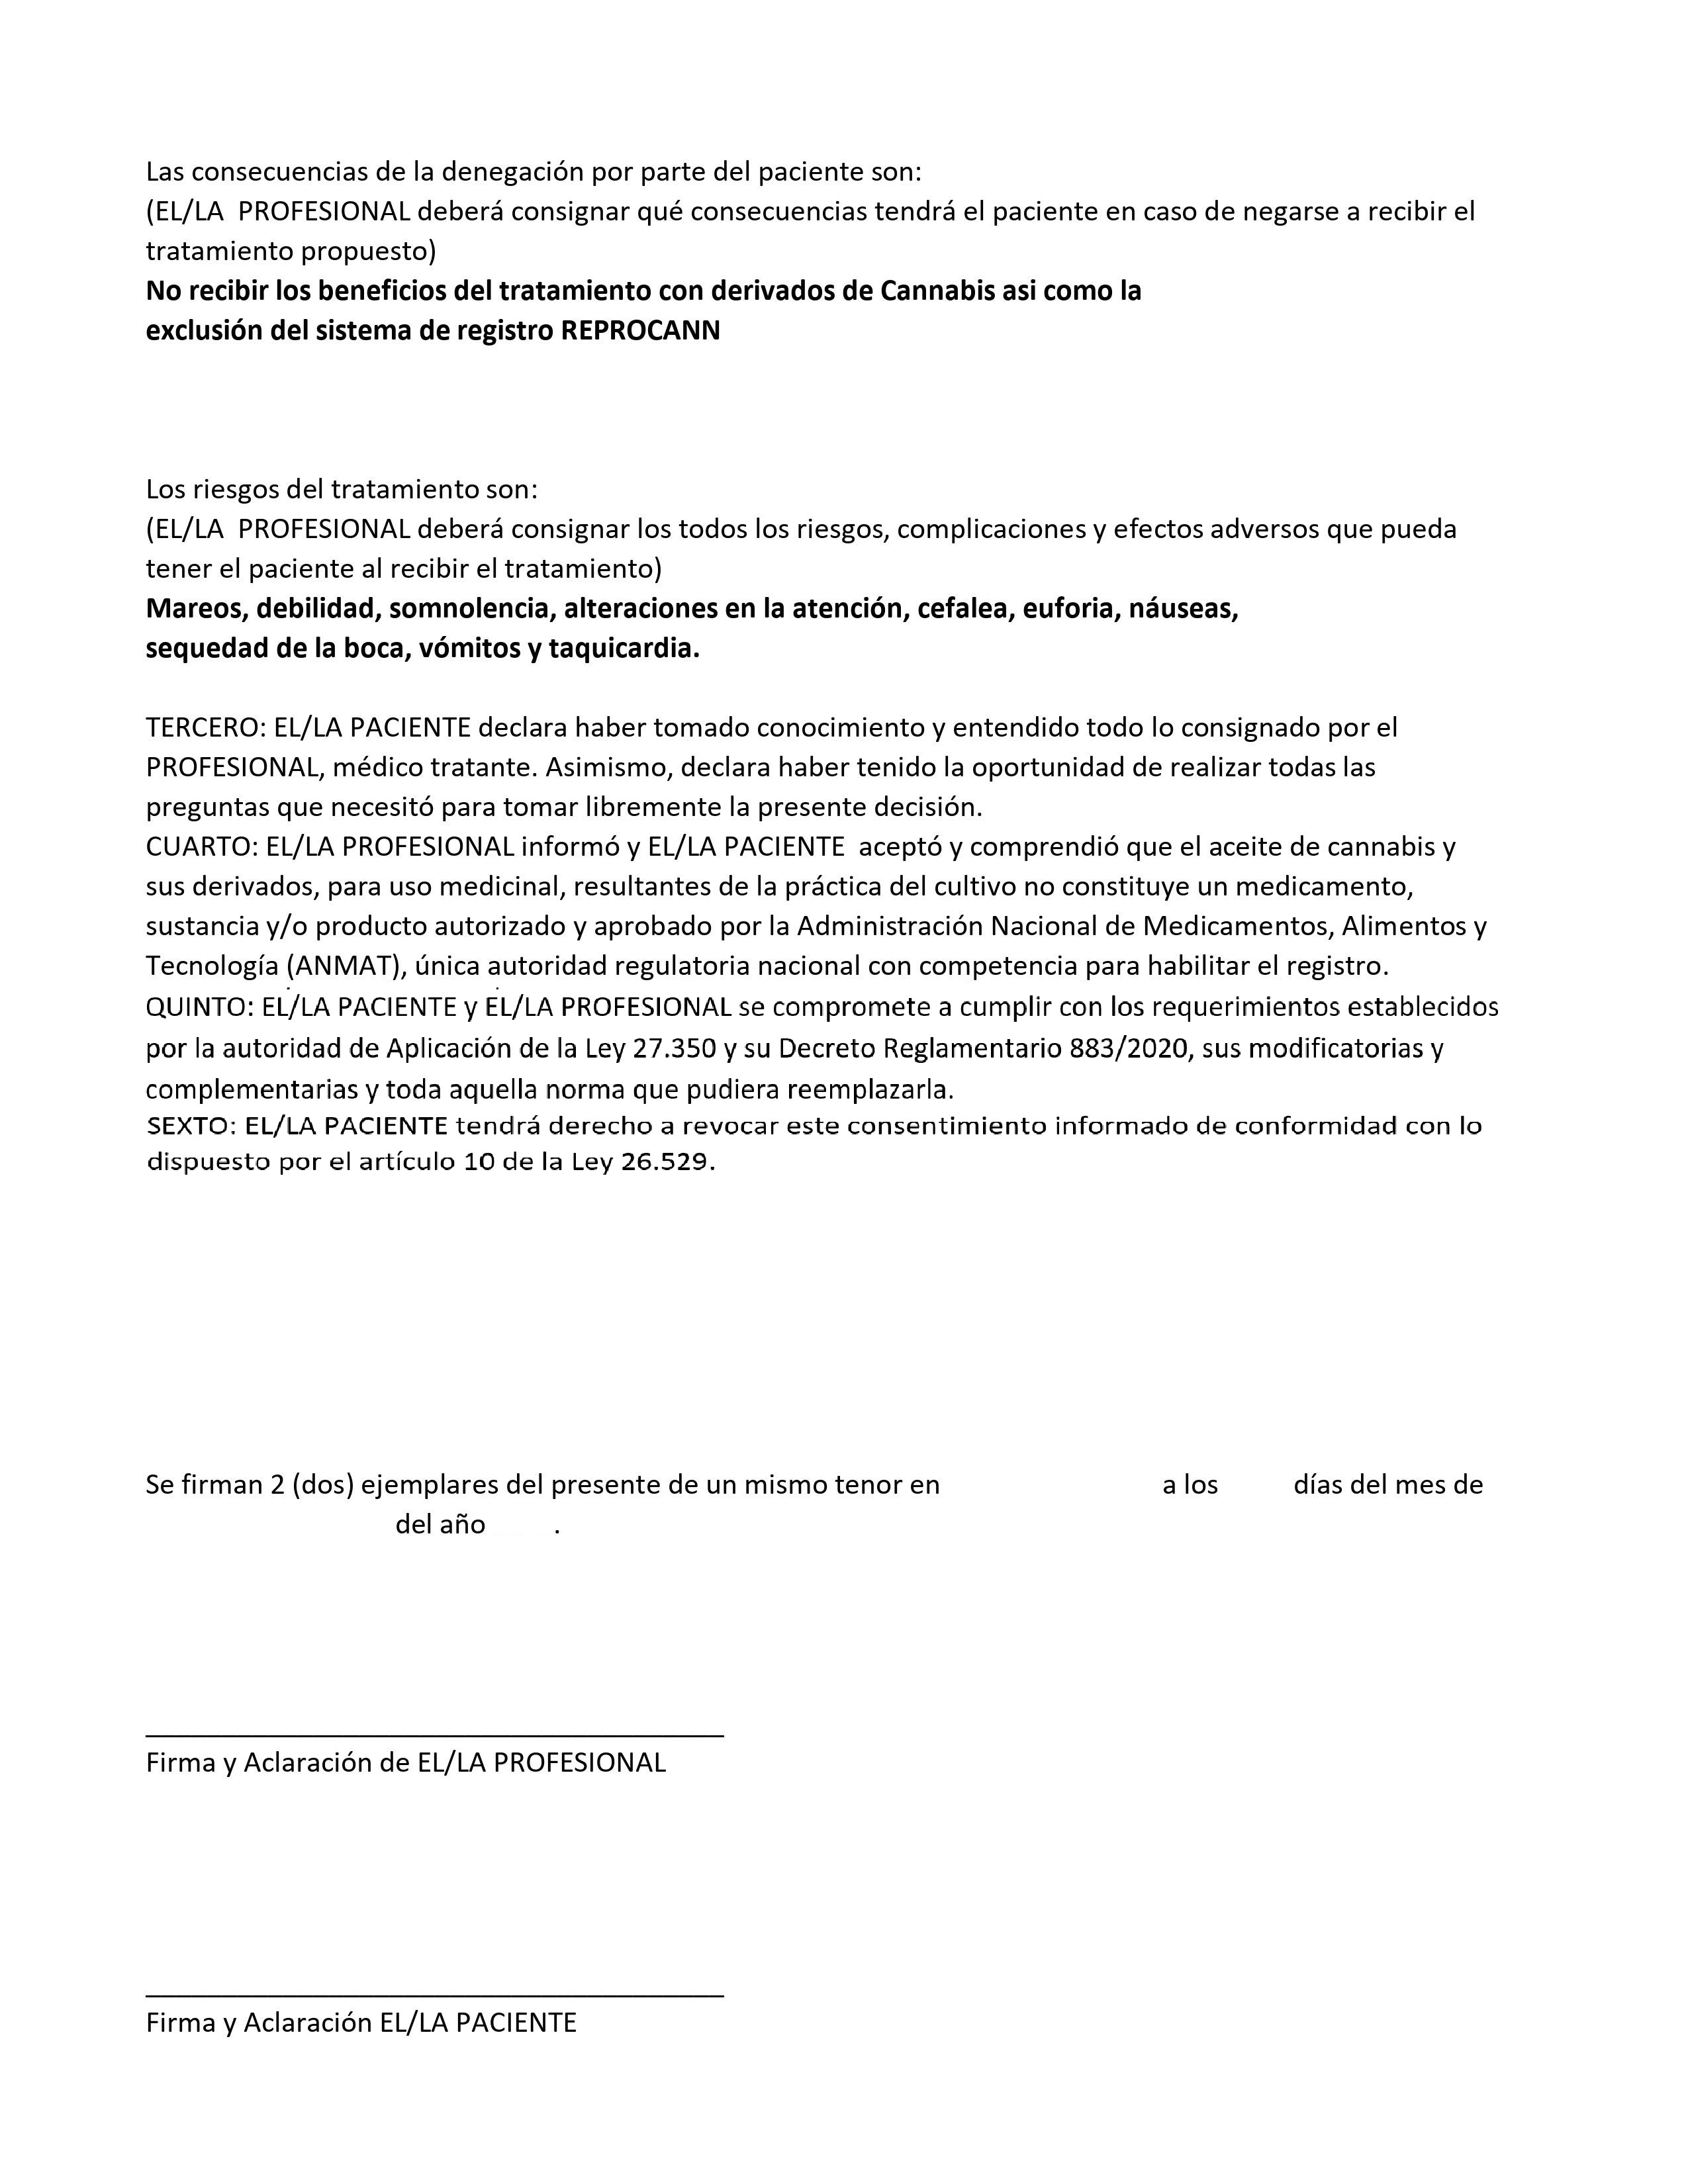 Las consecuencias de la denegación por parte del paciente son:
(EL/LA  PROFESIONAL deberá consignar qué consecuencias tendrá el paciente en caso de negarse a recibir el
tratamiento propuesto)
No recibir los beneficios del tratamiento con derivados de Cannabis asi como la
exclusión del sistema de registro REPROCANN
Los riesgos del tratamiento son:
(EL/LA  PROFESIONAL deberá consignar los todos los riesgos, complicaciones y efectos adversos que pueda
tener el paciente al recibir el tratamiento)
Mareos, debilidad, somnolencia, alteraciones en la atención, cefalea, euforia, náuseas,
sequedad de la boca, vómitos y taquicardia.
TERCERO: EL/LA PACIENTE declara haber tomado conocimiento y entendido todo lo consignado por el
PROFESIONAL, médico tratante. Asimismo, declara haber tenido la oportunidad de realizar todas las
preguntas que necesitó para tomar libremente la presente decisión.
CUARTO: EL/LA PROFESIONAL informó y EL/LA PACIENTE  aceptó y comprendió que el aceite de cannabis y
sus derivados, para uso medicinal, resultantes de la práctica del cultivo no constituye un medicamento,
sustancia y/o producto autorizado y aprobado por la Administración Nacional de Medicamentos, Alimentos y
Tecnología (ANMAT), única autoridad regulatoria nacional con competencia para habilitar el registro.
QUINTO: EL/LA PACIENTE y EL/LA PROFESIONAL se compromete a cumplir con los requerimientos establecidos
por la autoridad de Aplicación de la Ley 27.350 y su Decreto Reglamentario 883/2020, sus modificatorias y
complementarias y toda aquella norma que pudiera reemplazarla.
SEXTO: EL/LA PACIENTE tendrá derecho a revocar este consentimiento informado de conformidad con lo
dispuesto por el artículo 10 de la Ley 26.529.
Se firman 2 (dos) ejemplares del presente de un mismo tenor en a los días del mes de
del año .
Firma y Aclaración de EL/LA PROFESIONAL
Firma y Aclaración EL/LA PACIENTE